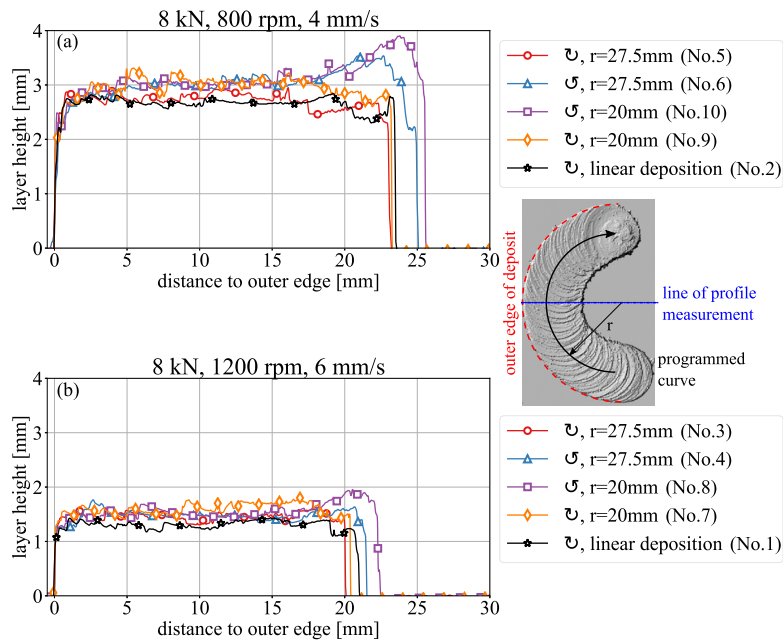 8 kN, 800 rpm, 4 mm/s
(a)
layer height [mm]
4
3
2
1
0
0 5 10 15 20 25 30
distance to outer edge [mm]
↻, r=27.5mm (No.5)
↺, r=27.5mm (No.6)
↺, r=20mm (No.10)
↻, r=20mm (No.9)
↻, linear deposition (No.2)
outer edge of deposit
line of profile
measurement
r
programmed
curve
8 kN, 1200 rpm, 6 mm/s
(b)
layer height [mm]
4
3
2
1
0
0 5 10 15 20 25 30
distance to outer edge [mm]
↻, r=27.5mm (No.3)
↺, r=27.5mm (No.4)
↺, r=20mm (No.8)
↻, r=20mm (No.7)
↻, linear deposition (No.1)